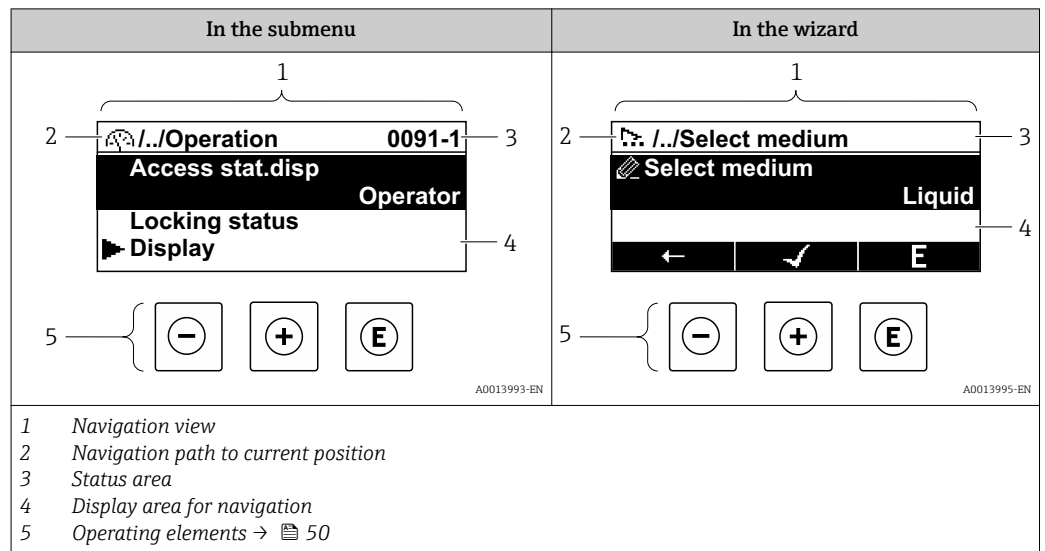 In the submenu
In the wizard
1
2
/../Operation 0091-1
3
Access stat.disp
Operator
Locking status
Display
4
5
- + E
A0013993-EN
1
2
/../Select medium
3
Select medium
Liquid
4
← ✓ E
5
- + E
A0013995-EN
1 Navigation view
2 Navigation path to current position
3 Status area
4 Display area for navigation
5 Operating elements → 50